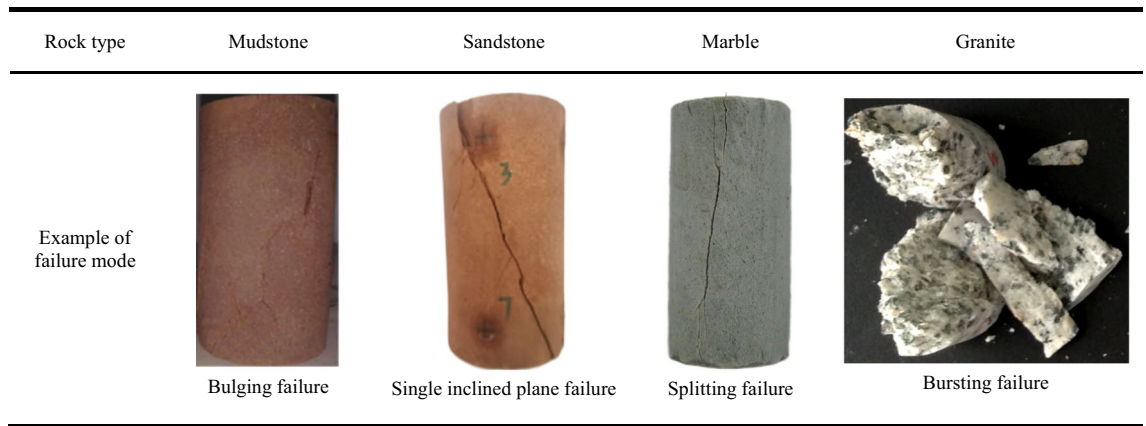 Rock type
Mudstone
Sandstone
Marble
Granite
Example of
failure mode
3
7
Bulging failure
Single inclined plane failure
Splitting failure
Bursting failure